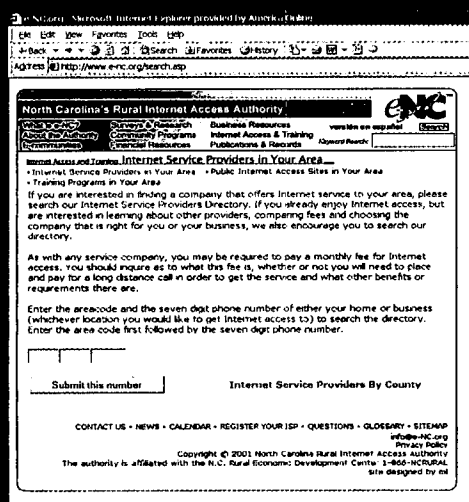 e-NC.org - Microsoft Internet Explorer provided by America Online
File Edit View Favorites Tools Help
Back Search Favorites History
Address http://www.e-nc.org/search.asp
North Carolina's Rural Internet Access Authority
e-NC
What is e-NC? Surveys & Research Business Resources versión en español Search
About the Authority Community Programs Internet Access & Training Keyword Search:
E-communities Financial Resources Publications & Records
Internet Access and Training Internet Service Providers in Your Area
• Internet Service Providers in Your Area • Public Internet Access Sites in Your Area
• Training Programs in Your Area
If you are interested in finding a company that offers Internet service to your area, please
search our Internet Service Providers Directory. If you already enjoy Internet access, but
are interested in learning about other providers, comparing fees and choosing the
company that is right for you or your business, we also encourage you to search our
directory.
As with any service company, you may be required to pay a monthly fee for Internet
access. You should inquire as to what this fee is, whether or not you will need to place
and pay for a long distance call in order to get the service and what other benefits or
requirements there are.
Enter the areacode and the seven digit phone number of either your home or business
(whichever location you would like to get Internet access to) to search the directory.
Enter the area code first followed by the seven digit phone number.
Submit this number Internet Service Providers By County
CONTACT US • NEWS • CALENDAR • REGISTER YOUR ISP • QUESTIONS • GLOSSARY • SITEMAP
info@e-NC.org
Privacy Policy
Copyright © 2001 North Carolina Rural Internet Access Authority
The authority is affiliated with the N.C. Rural Economic Development Center 1-866-NCRURAL
site designed by